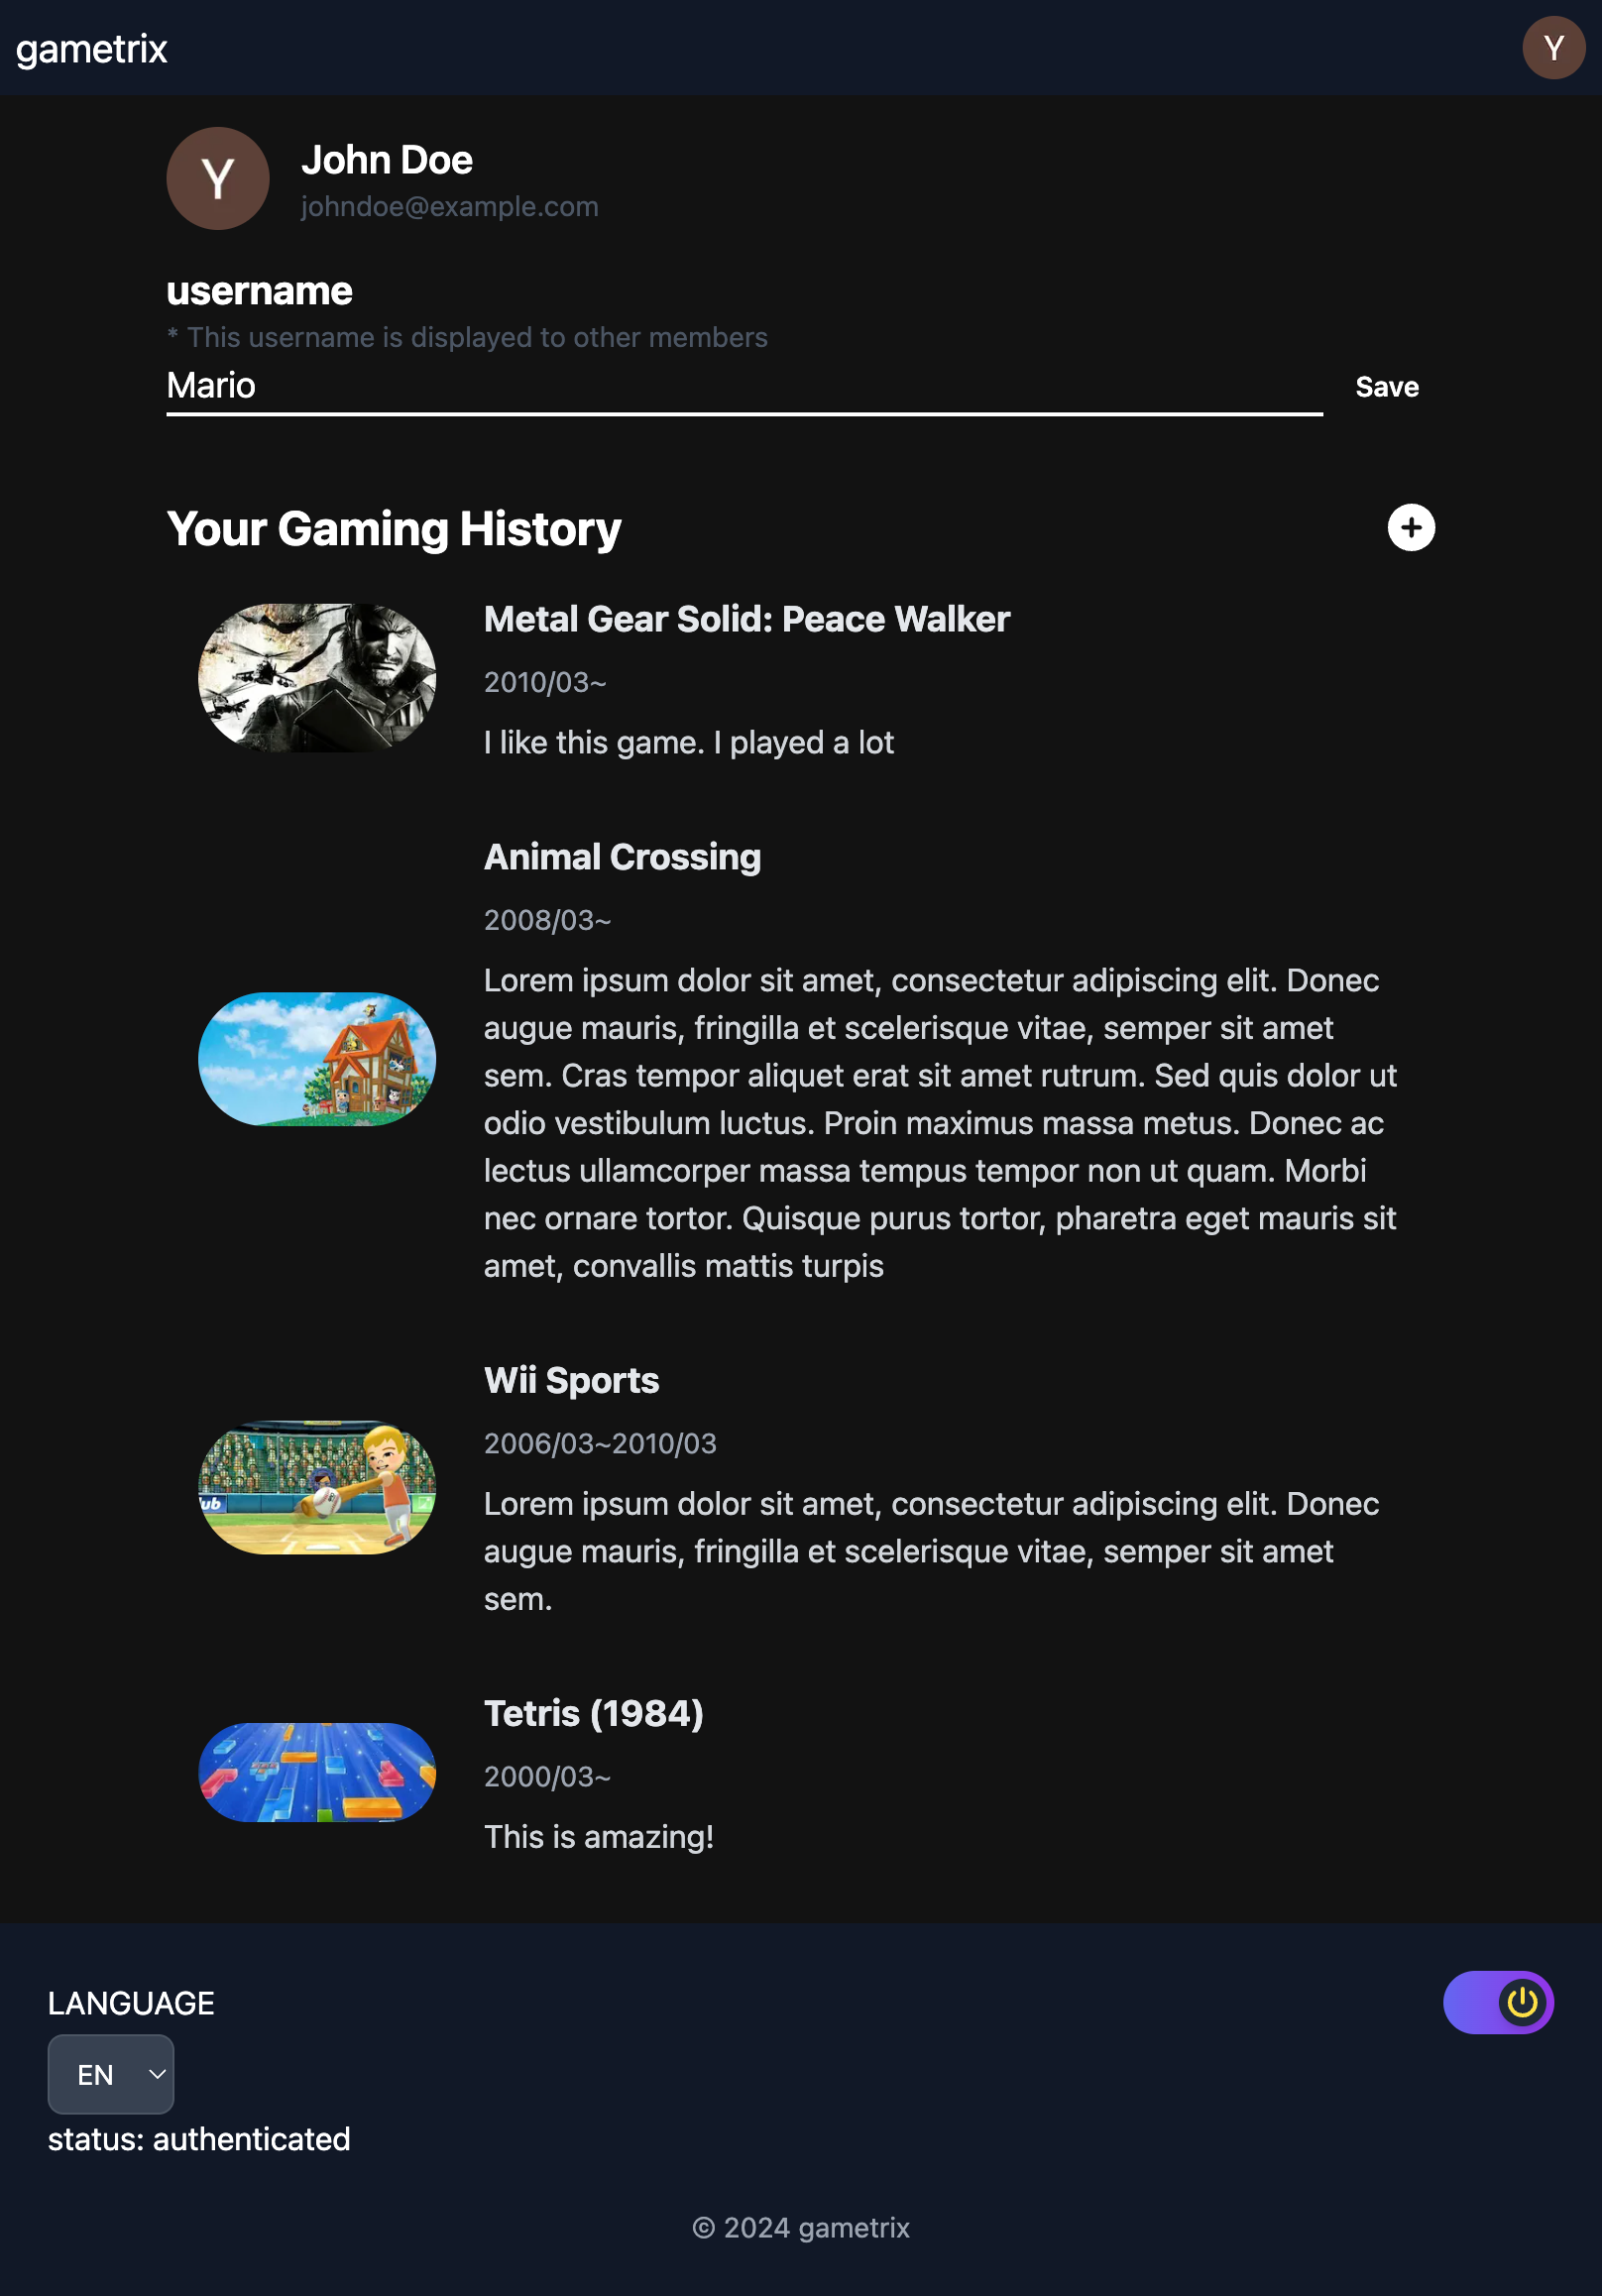 gametrix
Y
Y
John Doe
johndoe@example.com
username
* This username is displayed to other members
Mario
Save
Your Gaming History
Metal Gear Solid: Peace Walker
2010/03~
I like this game. I played a lot
Animal Crossing
2008/03~
Lorem ipsum dolor sit amet, consectetur adipiscing elit. Donec
augue mauris, fringilla et scelerisque vitae, semper sit amet
sem. Cras tempor aliquet erat sit amet rutrum. Sed quis dolor ut
odio vestibulum luctus. Proin maximus massa metus. Donec ac
lectus ullamcorper massa tempus tempor non ut quam. Morbi
nec ornare tortor. Quisque purus tortor, pharetra eget mauris sit
amet, convallis mattis turpis
Wii Sports
2006/03~2010/03
lub
Lorem ipsum dolor sit amet, consectetur adipiscing elit. Donec
augue mauris, fringilla et scelerisque vitae, semper sit amet
sem.
Tetris (1984)
2000/03~
This is amazing!
LANGUAGE
EN
status: authenticated
© 2024 gametrix